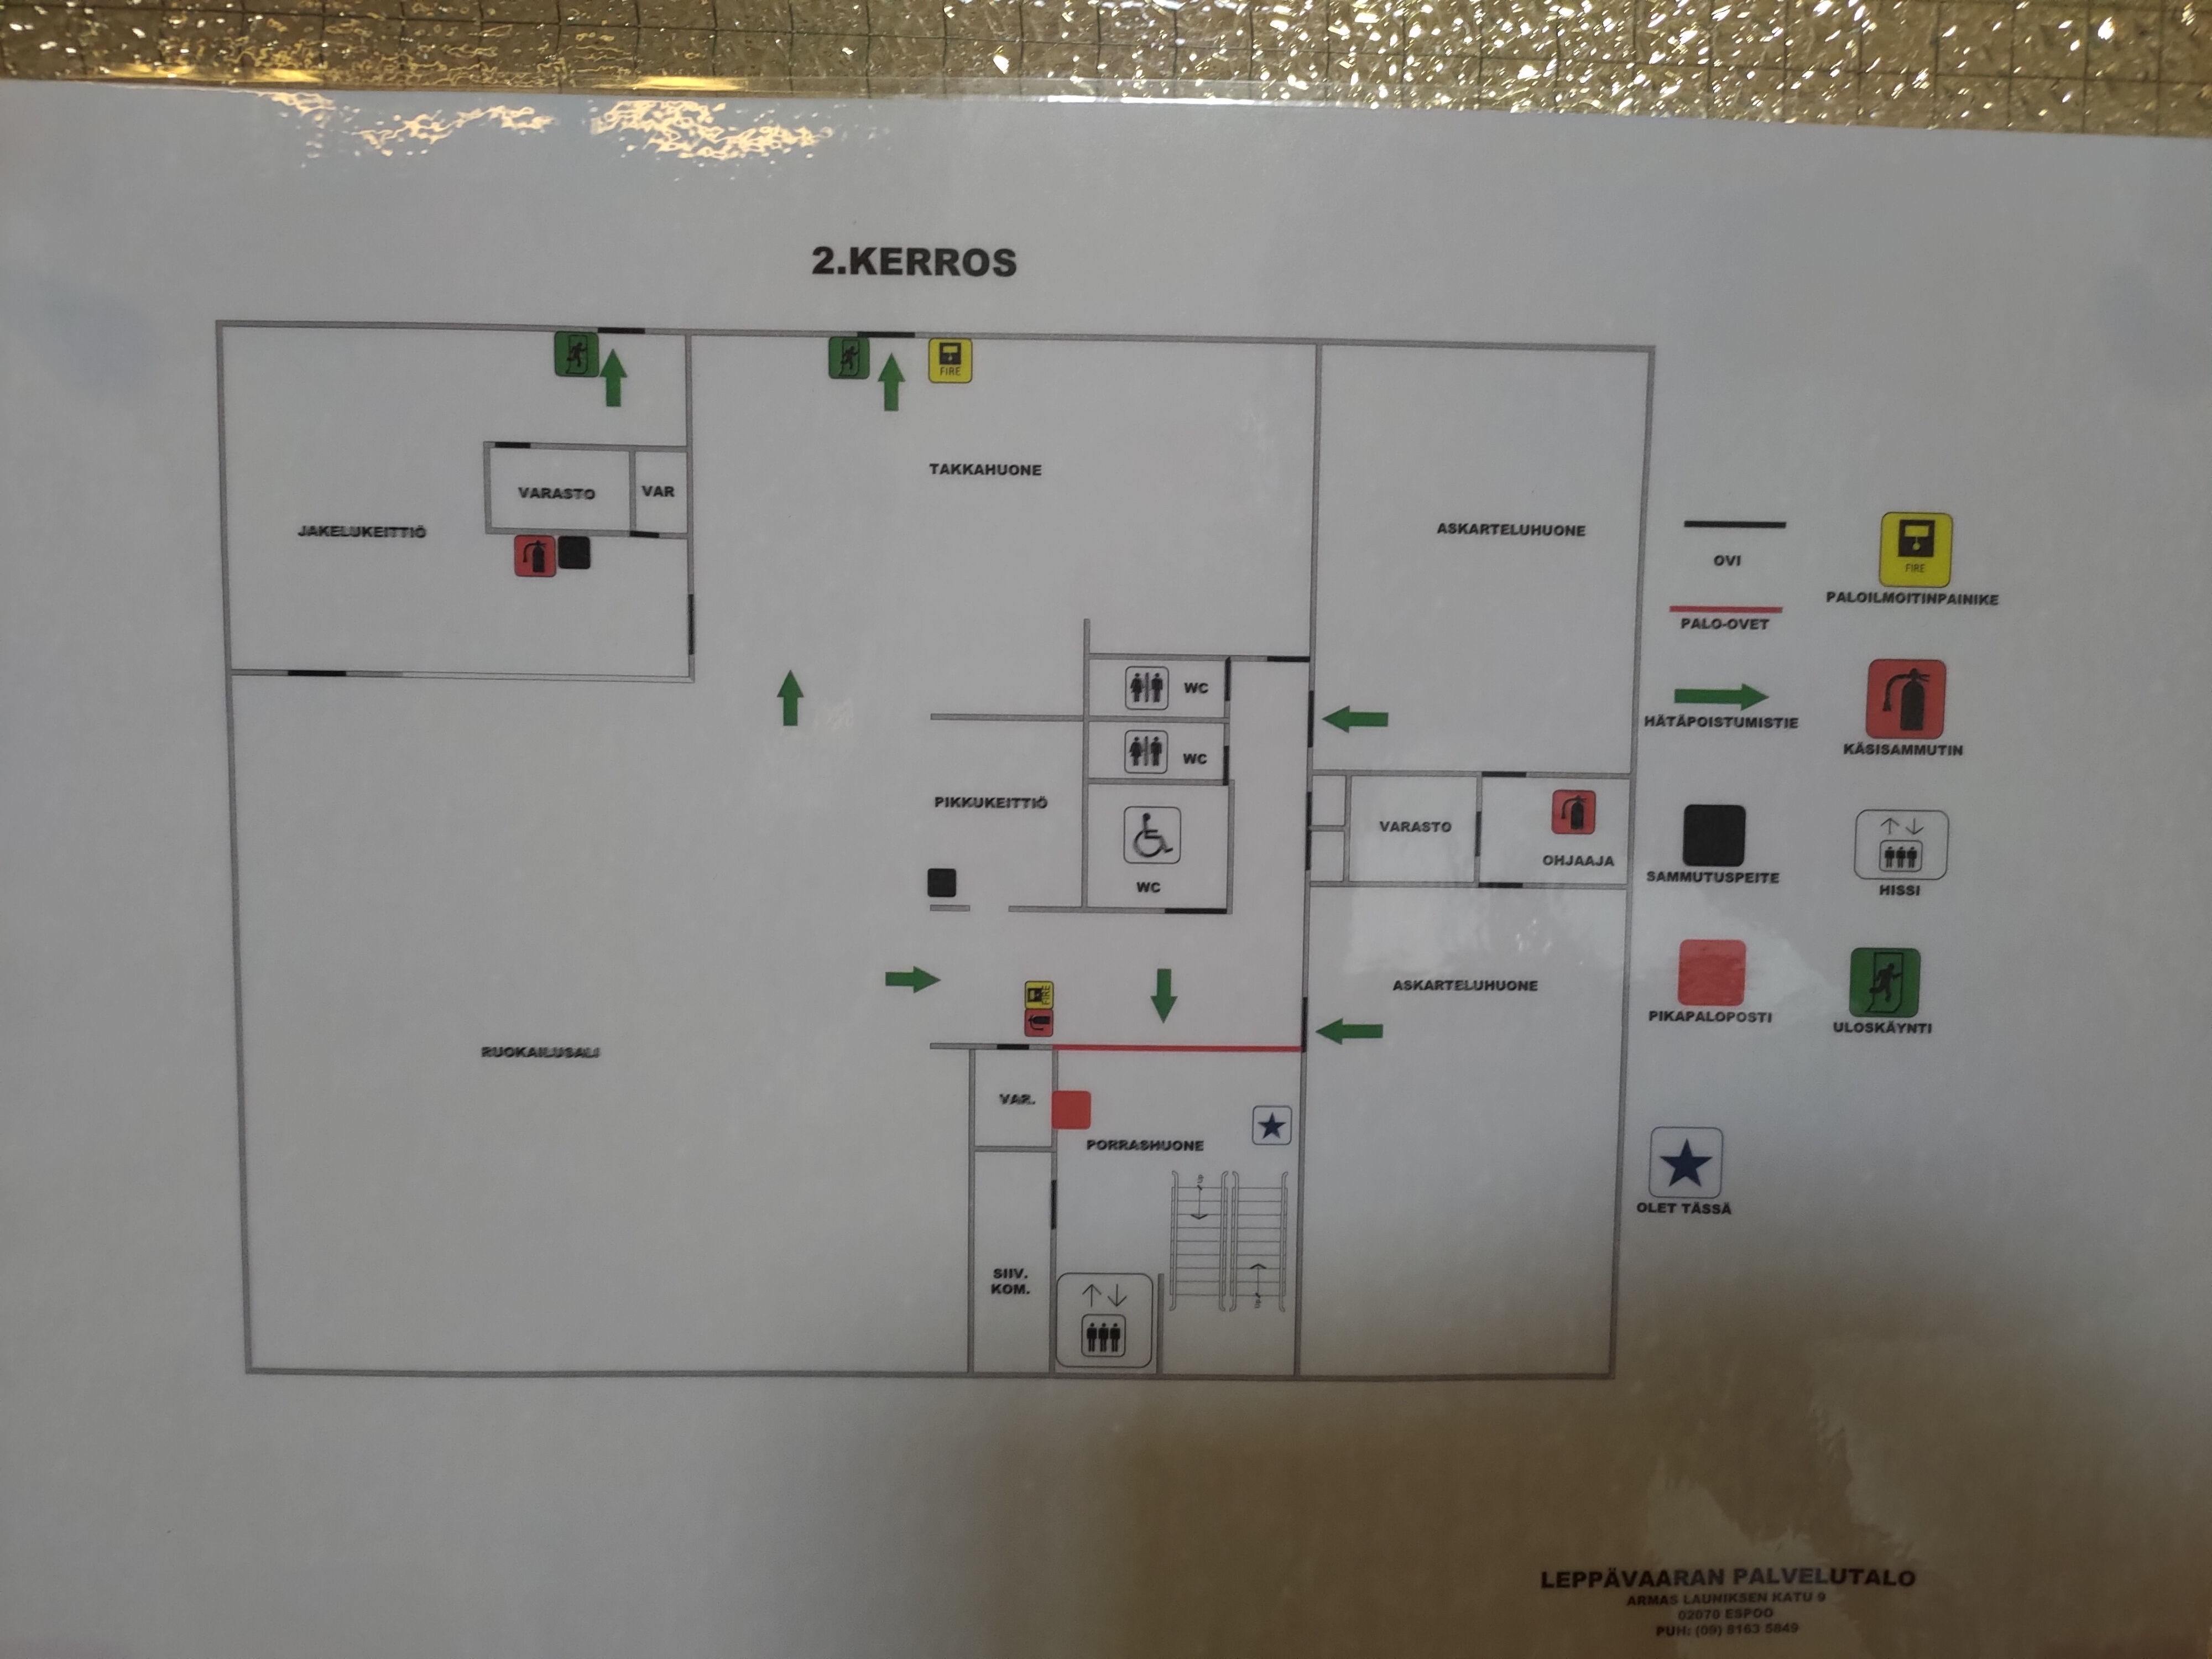 2.KERROS
FIRE
TAKKAHUONE
VARASTO
VAR
JAKELUKEITTIÖ
ASKARTELUHUONE
WC
WC
PIKKUKEITTIÖ
WC
VARASTO
OHJAAJA
FIRE
ASKARTELUHUONE
RUOKAILUSALI
VAR.
PORRASHUONE
SIIV.
KOM.
OVI
FIRE
PALOILMOITINPAINIKE
PALO-OVET
HÄTÄPOISTUMISTIE
KÄSISAMMUTIN
SAMMUTUSPEITE
HISSI
PIKAPALOPOSTI
ULOSKÄYNTI
OLET TÄSSÄ
LEPPÄVAARAN PALVELUTALO
ARMAS LAUNIKSEN KATU 9
02070 ESPOO
PUH: (09) 8163 5849